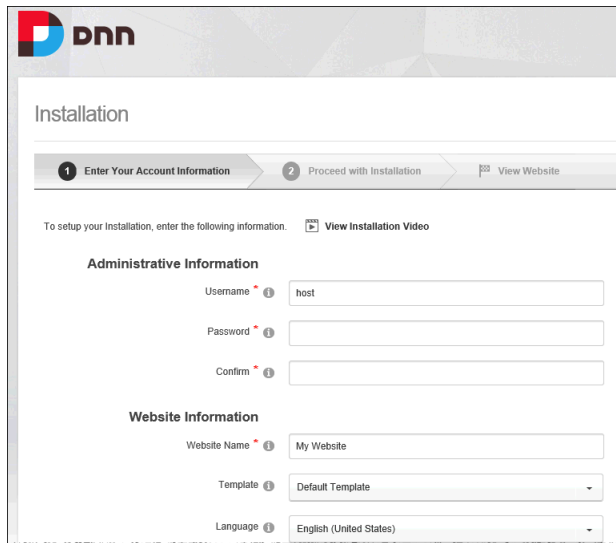 DNN
Installation
1 Enter Your Account Information 2 Proceed with Installation View Website
To setup your Installation, enter the following information. View Installation Video
Administrative Information
Username * host
Password *
Confirm *
Website Information
Website Name * My Website
Template Default Template
Language English (United States)